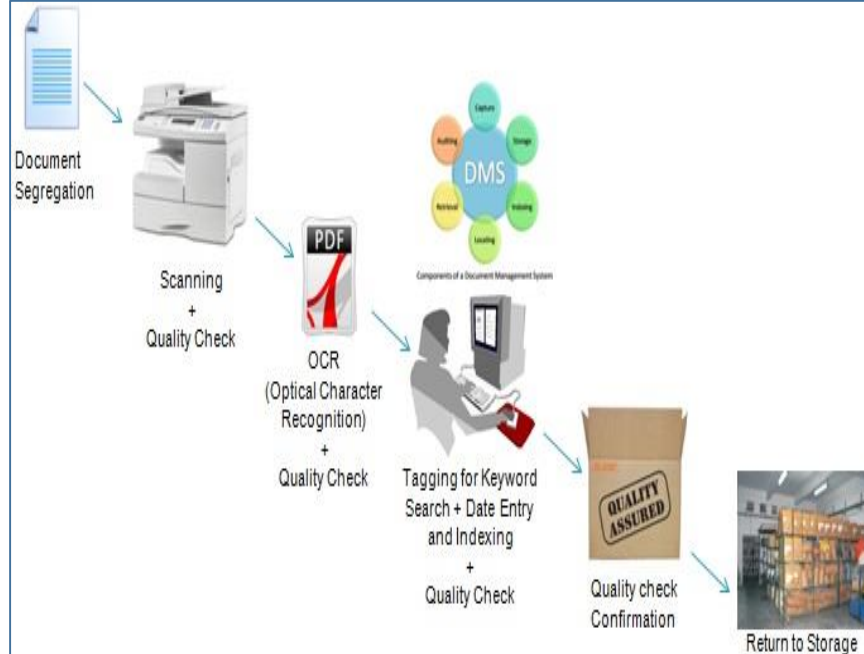 Document
Segregation
Scanning
+
Quality Check
PDF
OCR
(Optical Character
Recognition)
+
Quality Check
Capture
Auditing
Storage
DMS
Retrieval
Indexing
Locating
Components of a Document Management System
Tagging for Keyword
Search + Date Entry
and Indexing
+
Quality Check
QUALITY
ASSURED
Quality check
Confirmation
Return to Storage